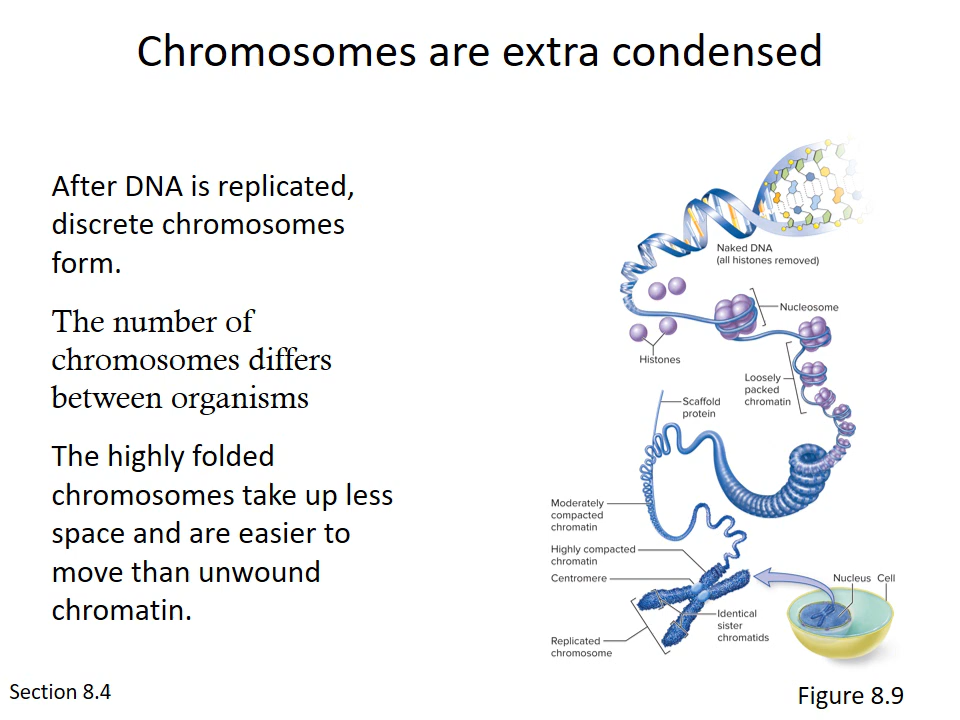 Chromosomes are extra condensed
After DNA is replicated,
discrete chromosomes
form.
The number of
chromosomes differs
between organisms
The highly folded
chromosomes take up less
space and are easier to
move than unwound
chromatin.
Naked DNA
(all histones removed)
Nucleosome
Histones
Loosely
packed
chromatin
Scaffold
protein
Moderately
compacted
chromatin
Highly compacted
chromatin
Centromere
Nucleus Cell
Identical
sister
chromatids
Replicated
chromosome
Section 8.4
Figure 8.9